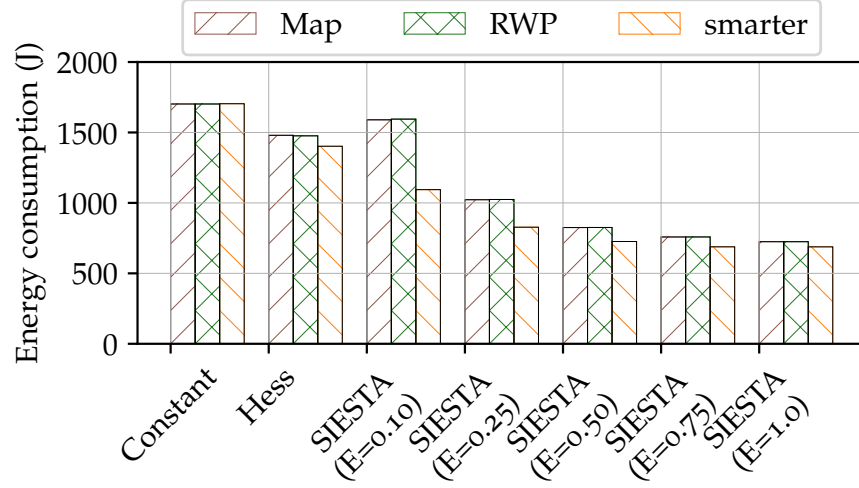 Map RWP smarter
Energy consumption (J)
2000
1500
1000
500
0
Constant
Hess
SIESTA
(E=0.10)
SIESTA
(E=0.25)
SIESTA
(E=0.50)
SIESTA
(E=0.75)
SIESTA
(E=1.0)